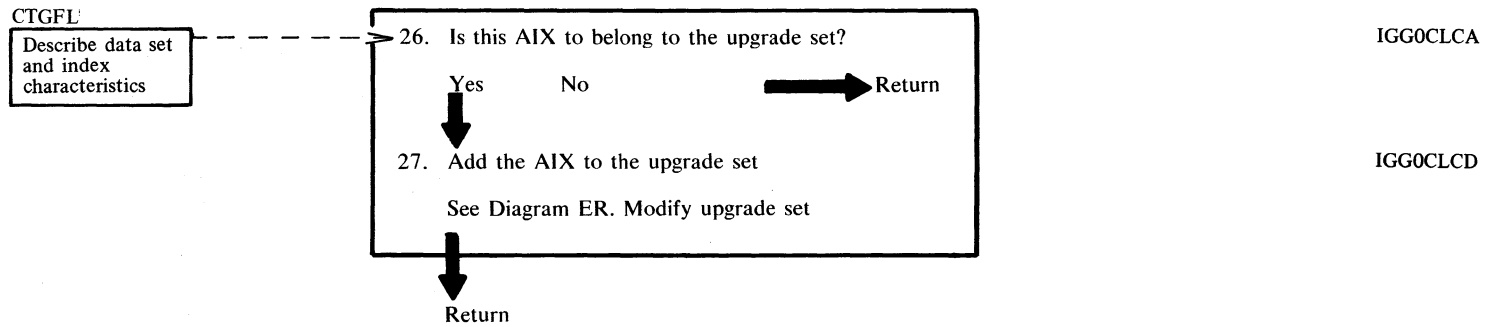 CTGFL
Describe data set
and index
characteristics
26. Is this AIX to belong to the upgrade set?
IGG0CLCA
Yes No Return
27. Add the AIX to the upgrade set
IGG0CLCD
See Diagram ER. Modify upgrade set
Return